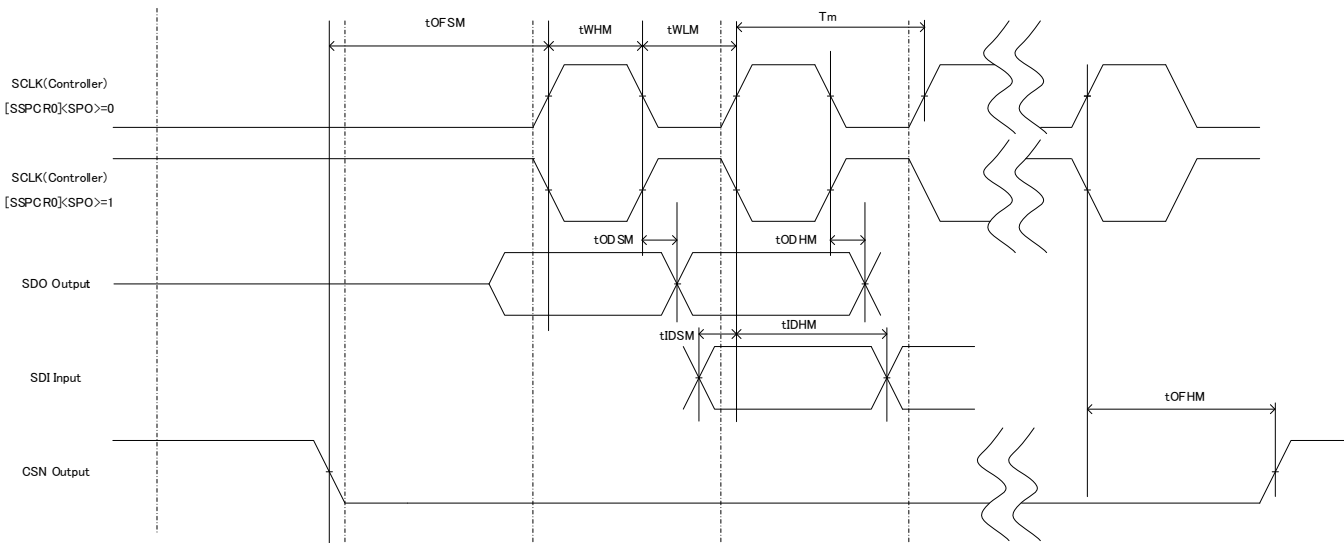 tOFSM
tWHM
tWLM
Tm
SCLK(Controller)
[SSPCR0]<SPO>=0
SCLK(Controller)
[SSPCR0]<SPO>=1
tODSM
tODHM
SDO Output
tIDSM
tIDHM
SDI Input
tOFHM
CSN Output